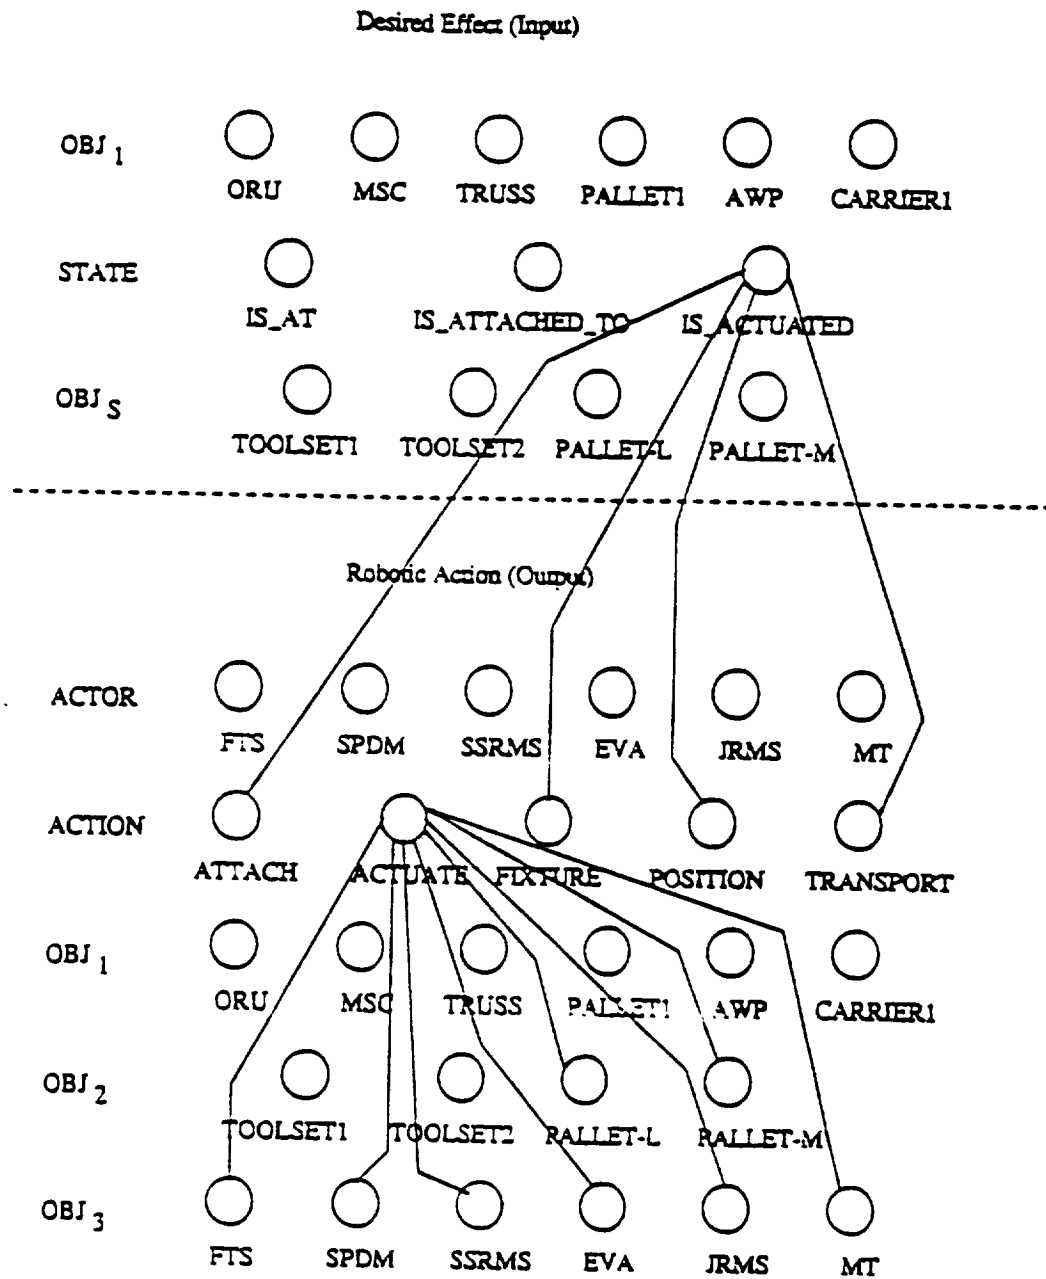 Desired Effect (Input)
OBJ 1
ORU MSC TRUSS PALLET1 AWP CARRIER1
STATE
IS_AT IS_ATTACHED_TO IS_ACTUATED
OBJ S
TOOLSET1 TOOLSET2 PALLET-L PALLET-M
Robotic Action (Output)
ACTOR
FTS SPDM SSRMS EVA JRMS MT
ACTION
ATTACH ACTUATE FIXTURE POSITION TRANSPORT
OBJ 1
ORU MSC TRUSS PALLET1 AWP CARRIER1
OBJ 2
TOOLSET1 TOOLSET2 PALLET-L PALLET-M
OBJ 3
FTS SPDM SSRMS EVA JRMS MT